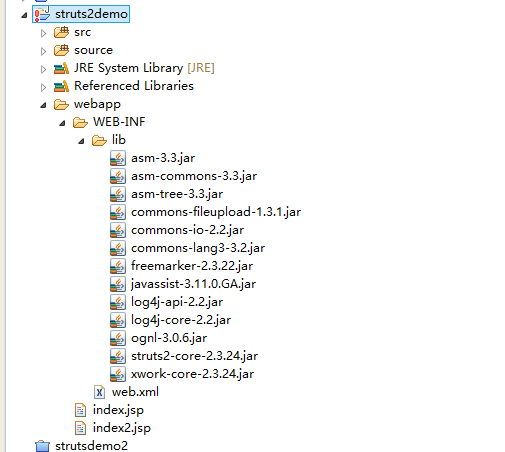 struts2demo
src
source
JRE System Library [JRE]
Referenced Libraries
webapp
WEB-INF
lib
asm-3.3.jar
asm-commons-3.3.jar
asm-tree-3.3.jar
commons-fileupload-1.3.1.jar
commons-io-2.2.jar
commons-lang3-3.2.jar
freemarker-2.3.22.jar
javassist-3.11.0.GA.jar
log4j-api-2.2.jar
log4j-core-2.2.jar
ognl-3.0.6.jar
struts2-core-2.3.24.jar
xwork-core-2.3.24.jar
web.xml
index.jsp
index2.jsp
strutsdemo2